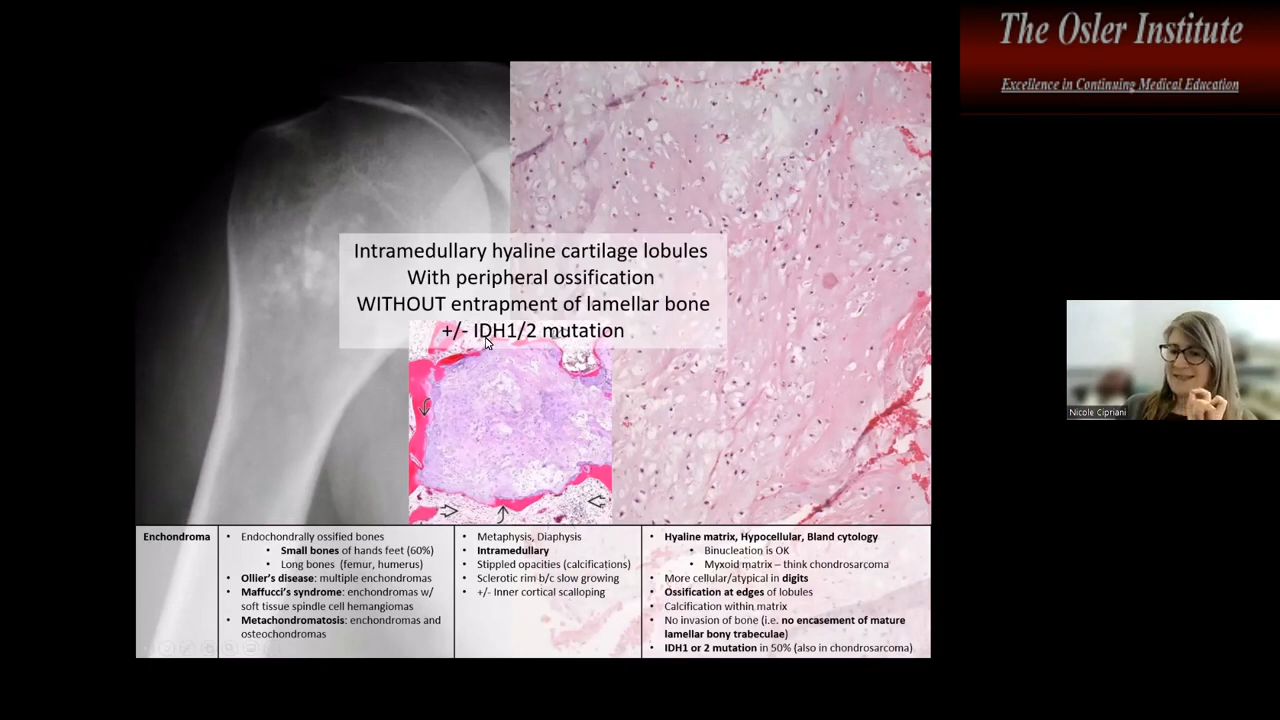 The Osler Institute
Excellence in Continuing Medical Education
Intramedullary hyaline cartilage lobules
With peripheral ossification
WITHOUT entrapment of lamellar bone
+/- IDH1/2 mutation
Nicole Cipriani
Enchondroma
• Endochondrally ossified bones
• Small bones of hands feet (60%)
• Long bones (femur, humerus)
• Ollier's disease: multiple enchondromas
• Maffucci's syndrome: enchondromas w/
soft tissue spindle cell hemangiomas
• Metachondromatosis: enchondromas and
osteochondromas
• Metaphysis, Diaphysis
• Intramedullary
• Stippled opacities (calcifications)
• Sclerotic rim b/c slow growing
• +/- Inner cortical scalloping
• Hyaline matrix, Hypocellular, Bland cytology
• Binucleation is OK
• Myxoid matrix – think chondrosarcoma
• More cellular/atypical in digits
• Ossification at edges of lobules
• Calcification within matrix
• No invasion of bone (i.e. no encasement of mature
lamellar bony trabeculae)
• IDH1 or 2 mutation in 50% (also in chondrosarcoma)